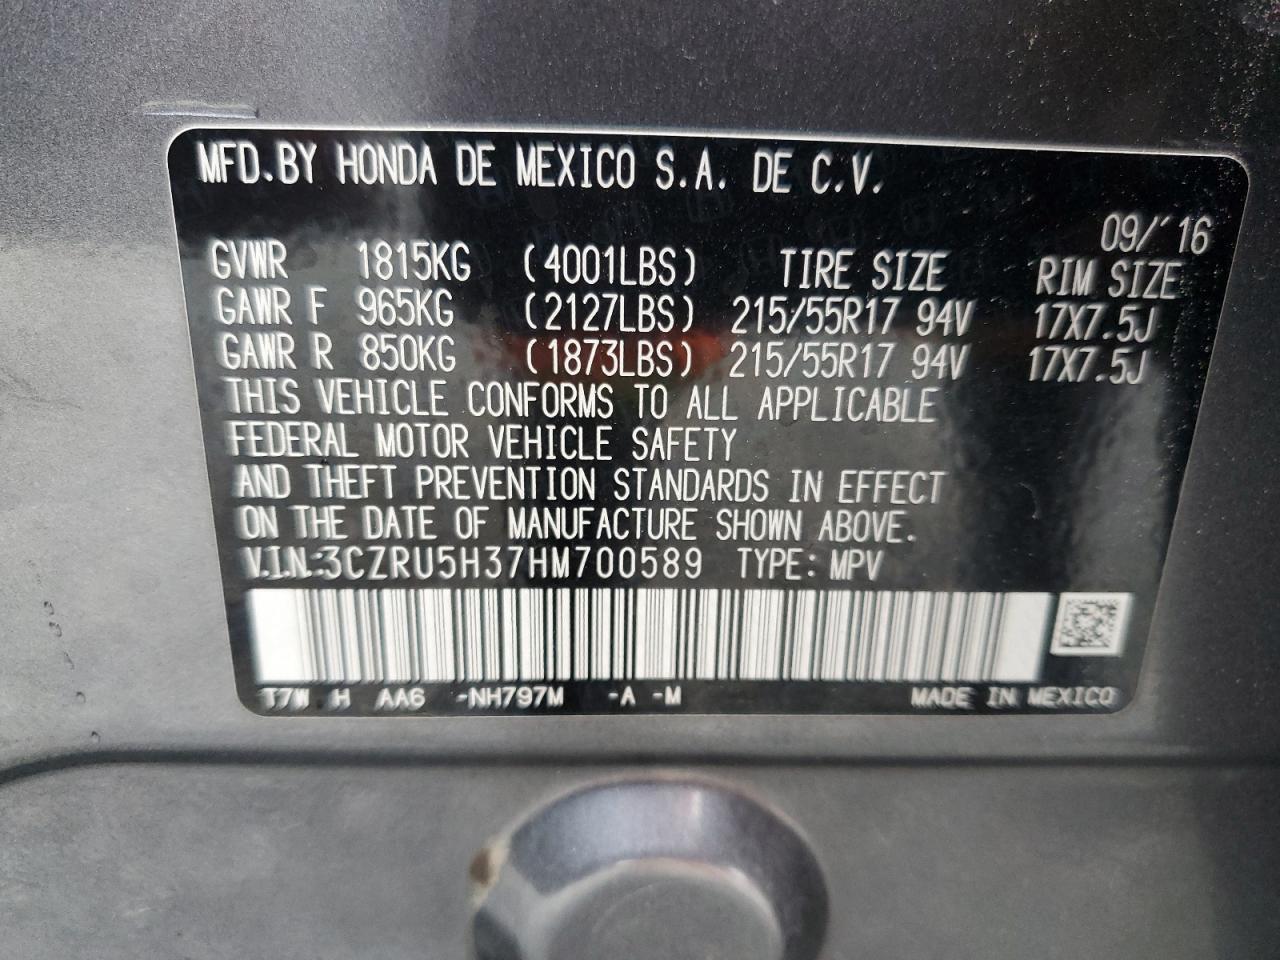 MFD.BY HONDA DE MEXICO S.A. DE C.V.
09/'16
GVWR 1815KG (4001LBS) TIRE SIZE RIM SIZE
GAWR F 965KG (2127LBS) 215/55R17 94V 17X7.5J
GAWR R 850KG (1873LBS) 215/55R17 94V 17X7.5J
THIS VEHICLE CONFORMS TO ALL APPLICABLE
FEDERAL MOTOR VEHICLE SAFETY
AND THEFT PREVENTION STANDARDS IN EFFECT
ON THE DATE OF MANUFACTURE SHOWN ABOVE.
V.I.N.:3CZRU5H37HM700589 TYPE: MPV
T7W H AA6 -NH797M -A -M MADE IN MEXICO